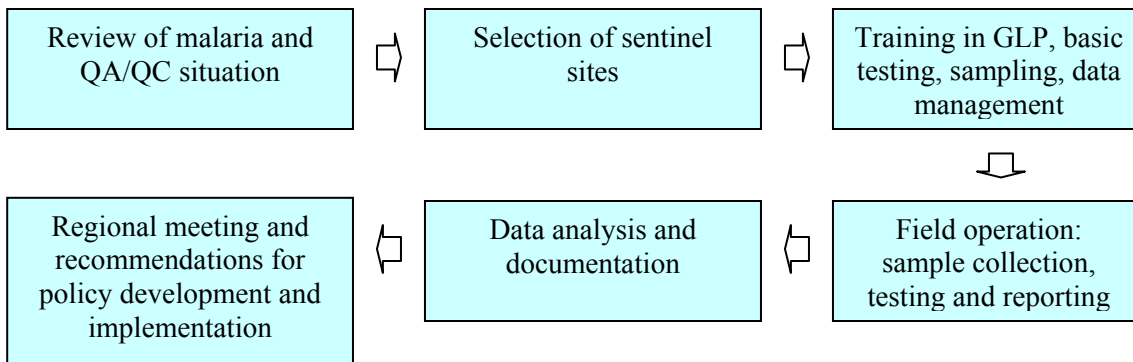 Review of malaria and
QA/QC situation
Selection of sentinel
sites
Training in GLP, basic
testing, sampling, data
management
Field operation:
sample collection,
testing and reporting
Data analysis and
documentation
Regional meeting and
recommendations for
policy development and
implementation